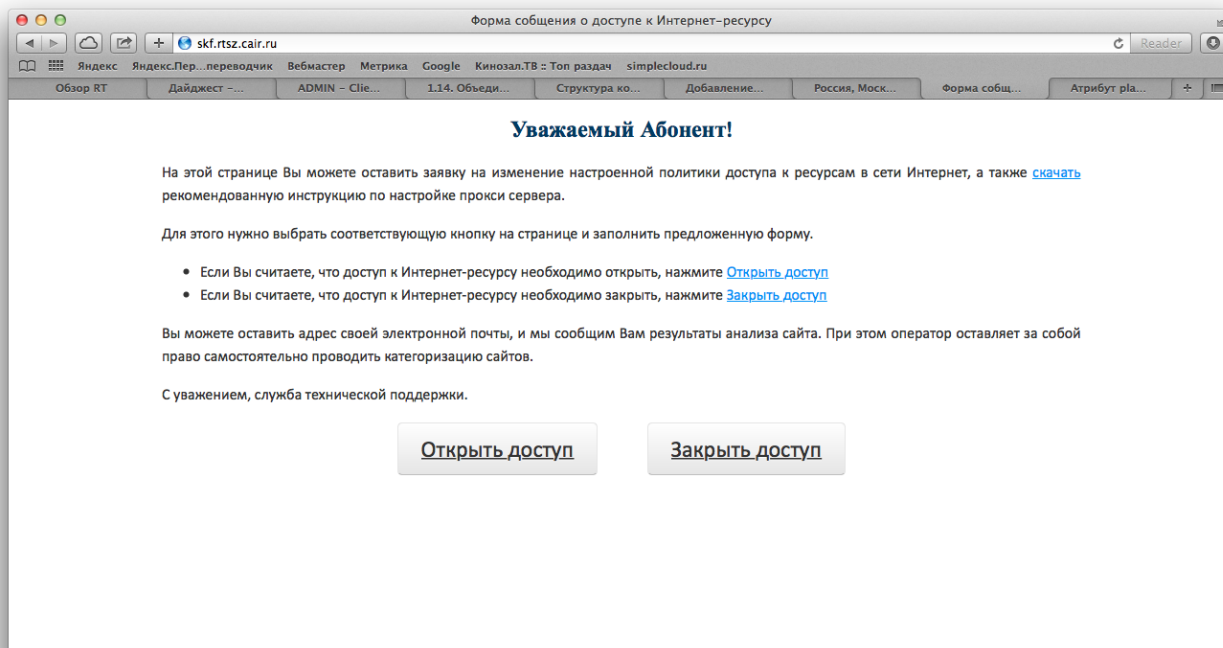 Форма собщения о доступе к Интернет-ресурсу
skf.rtsz.cair.ru
Reader
Яндекс Яндекс.Пер...переводчик Вебмастер Метрика Google Кинозал.ТВ :: Топ раздач simplecloud.ru
Обзор RT Дайджест –... ADMIN – Clie... 1.14. Объеди... Структура ко... Добавление... Россия, Моск... Форма собщ... Атрибут pla...
Уважаемый Абонент!
На этой странице Вы можете оставить заявку на изменение настроенной политики доступа к ресурсам в сети Интернет, а также скачать
рекомендованную инструкцию по настройке прокси сервера.
Для этого нужно выбрать соответствующую кнопку на странице и заполнить предложенную форму.
• Если Вы считаете, что доступ к Интернет-ресурсу необходимо открыть, нажмите Открыть доступ
• Если Вы считаете, что доступ к Интернет-ресурсу необходимо закрыть, нажмите Закрыть доступ
Вы можете оставить адрес своей электронной почты, и мы сообщим Вам результаты анализа сайта. При этом оператор оставляет за собой
право самостоятельно проводить категоризацию сайтов.
С уважением, служба технической поддержки.
Открыть доступ Закрыть доступ